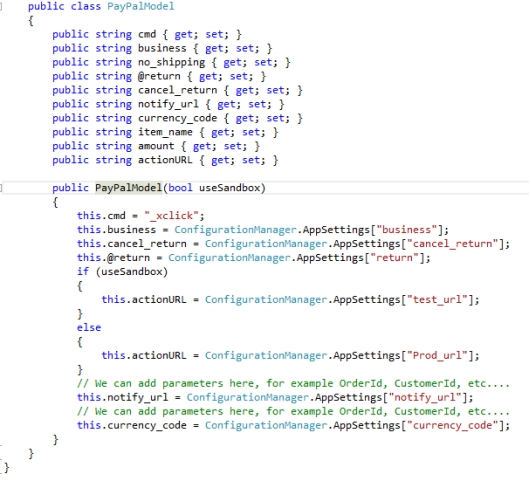 public class PayPalModel
{
public string cmd { get; set; }
public string business { get; set; }
public string no_shipping { get; set; }
public string @return { get; set; }
public string cancel_return { get; set; }
public string notify_url { get; set; }
public string currency_code { get; set; }
public string item_name { get; set; }
public string amount { get; set; }
public string actionURL { get; set; }
public PayPalModel(bool useSandbox)
{
this.cmd = "_xclick";
this.business = ConfigurationManager.AppSettings["business"];
this.cancel_return = ConfigurationManager.AppSettings["cancel_return"];
this.@return = ConfigurationManager.AppSettings["return"];
if (useSandbox)
{
this.actionURL = ConfigurationManager.AppSettings["test_url"];
}
else
{
this.actionURL = ConfigurationManager.AppSettings["Prod_url"];
}
// We can add parameters here, for example OrderId, CustomerId, etc....
this.notify_url = ConfigurationManager.AppSettings["notify_url"];
// We can add parameters here, for example OrderId, CustomerId, etc....
this.currency_code = ConfigurationManager.AppSettings["currency_code"];
}
}
}